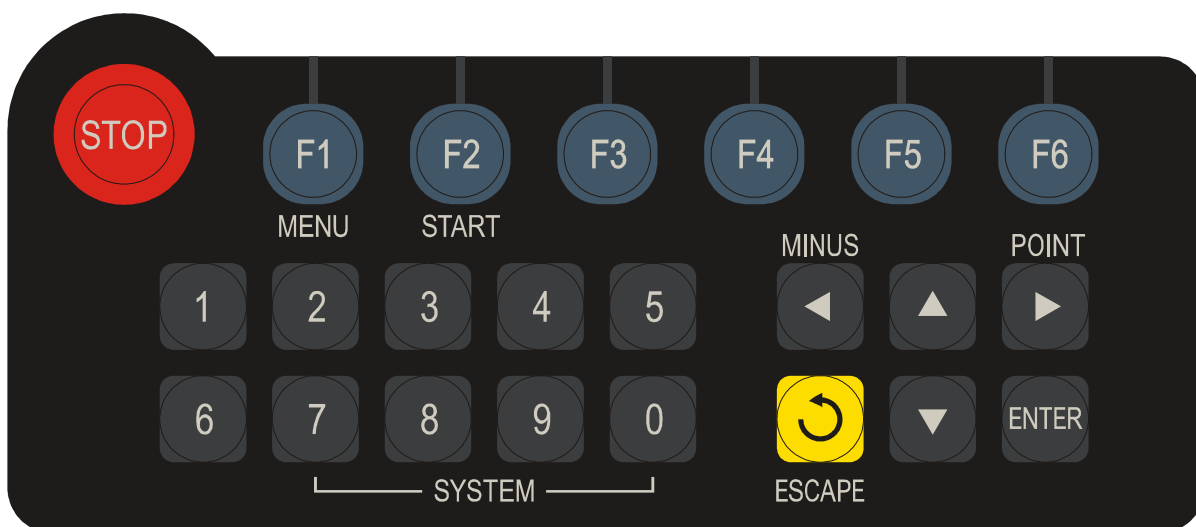 STOP
F1 F2 F3 F4 F5 F6
MENU START
MINUS POINT
1 2 3 4 5
6 7 8 9 0 ENTER
SYSTEM ESCAPE